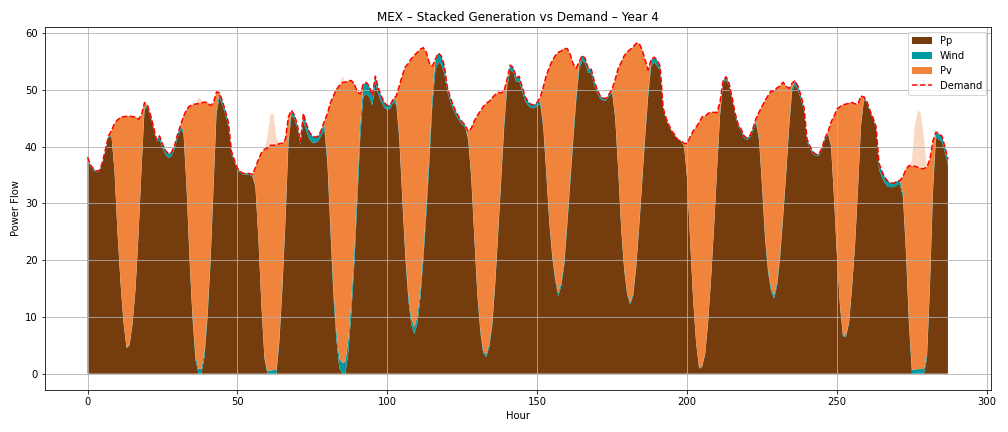 MEX – Stacked Generation vs Demand – Year 4
Power Flow
60
50
40
30
20
10
0
Pp
Wind
Pv
Demand
0 50 100 150 200 250 300
Hour